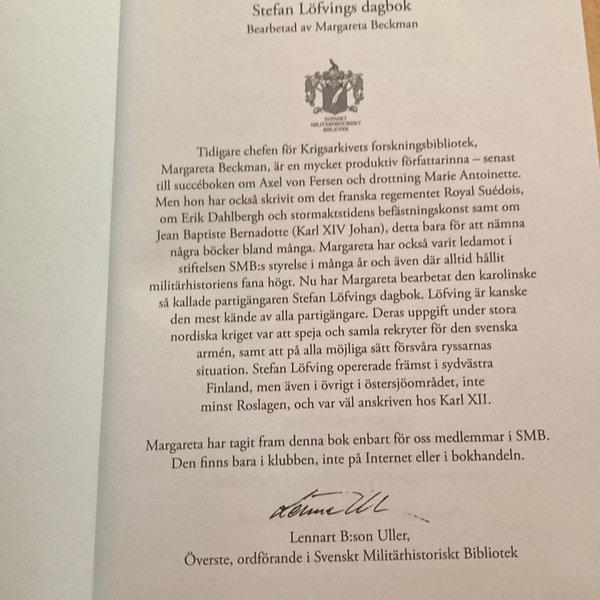 Stefan Löfvings dagbok
Bearbetad av Margareta Beckman
SVENSKT
MILITÄRHISTORISKT
BIBLIOTEK
Tidigare chefen för Krigsarkivets forskningsbibliotek,
Margareta Beckman, är en mycket produktiv författarinna – senast
till succéboken om Axel von Fersen och drottning Marie Antoinette.
Men hon har också skrivit om det franska regementet Royal Suédois,
om Erik Dahlbergh och stormaktstidens befästningskonst samt om
Jean Baptiste Bernadotte (Karl XIV Johan), detta bara för att nämna
några böcker bland många. Margareta har också varit ledamot i
stiftelsen SMB:s styrelse i många år och även där alltid hållit
militärhistoriens fana högt. Nu har Margareta bearbetat den karolinske
så kallade partigängaren Stefan Löfvings dagbok. Löfving är kanske
den mest kände av alla partigängare. Deras uppgift under stora
nordiska kriget var att speja och samla rekryter för den svenska
armén, samt att på alla möjliga sätt försvåra ryssarnas
situation. Stefan Löfving opererade främst i sydvästra
Finland, men även i övrigt i östersjöområdet, inte
minst Roslagen, och var väl anskriven hos Karl XII.
Margareta har tagit fram denna bok enbart för oss medlemmar i SMB.
Den finns bara i klubben, inte på Internet eller i bokhandeln.
Lennart B:son Uller,
Överste, ordförande i Svenskt Militärhistoriskt Bibliotek